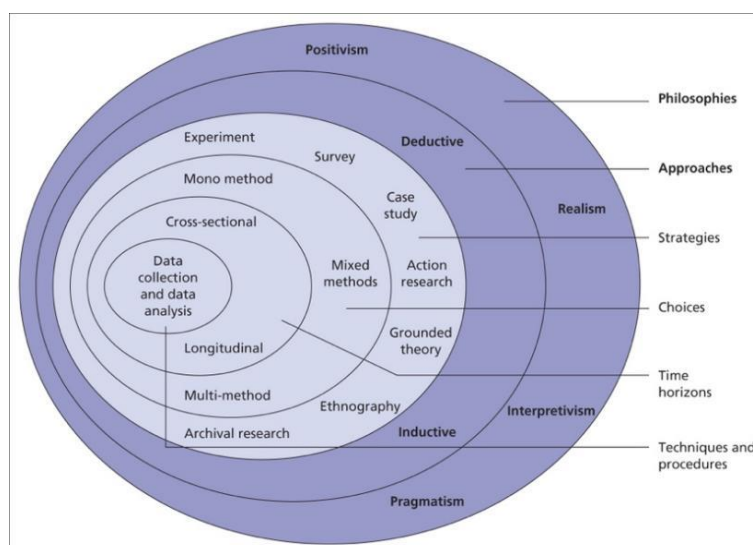 Positivism
Philosophies
Deductive
Experiment
Survey
Approaches
Mono method
Case
study
Realism
Cross-sectional
Strategies
Data
collection
and data
analysis
Mixed
methods
Action
research
Choices
Grounded
theory
Longitudinal
Time
horizons
Multi-method
Ethnography
Interpretivism
Archival research
Inductive
Techniques and
procedures
Pragmatism